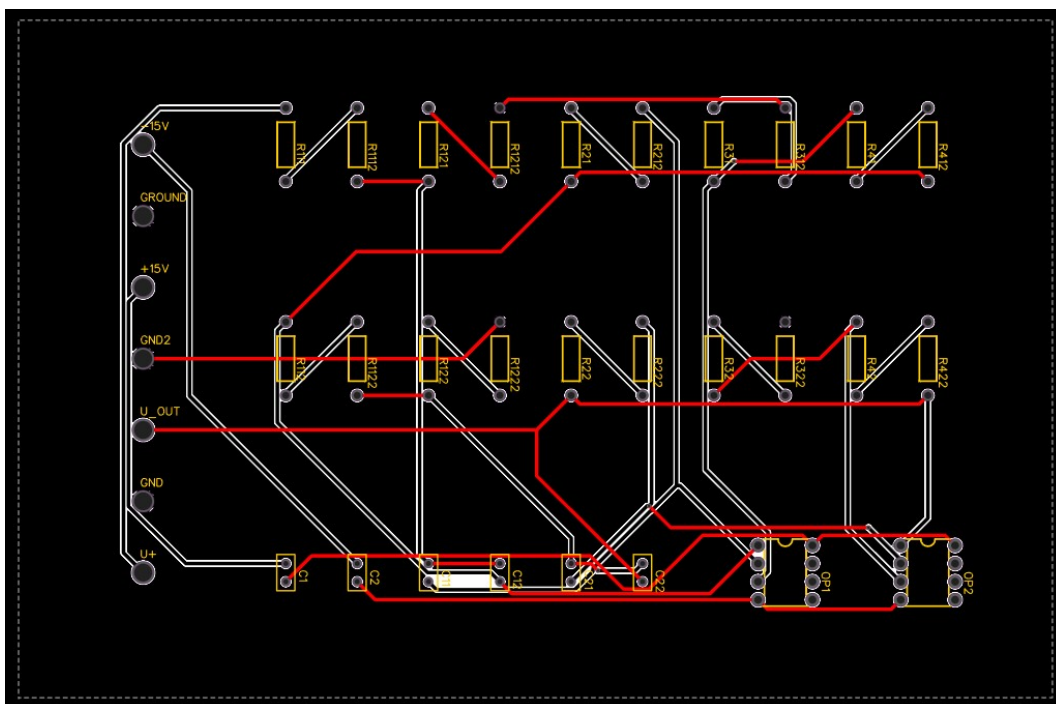 -15V
GROUND
+15V
GND2
U_OUT
GND
U+
R1112
R121
R1212
R21
R212
R312
R412
R1122
R122
R1222
R22
R222
R322
R422
C1
C2
C12
C22
OP1
OP2